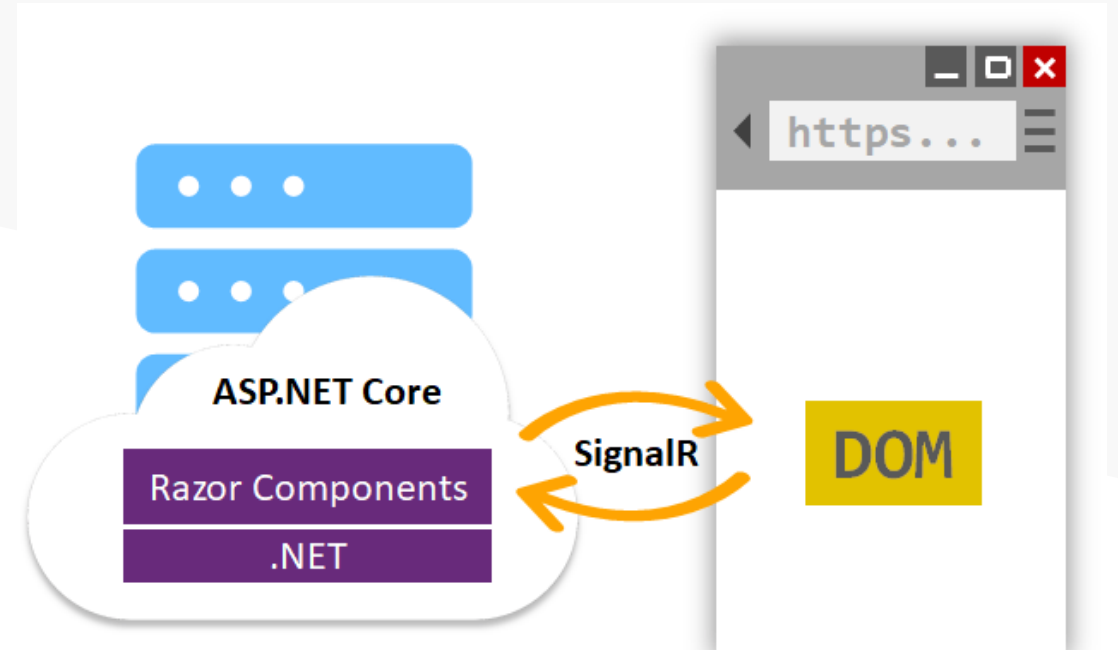 https...
ASP.NET Core
SignalR
DOM
Razor Components
.NET